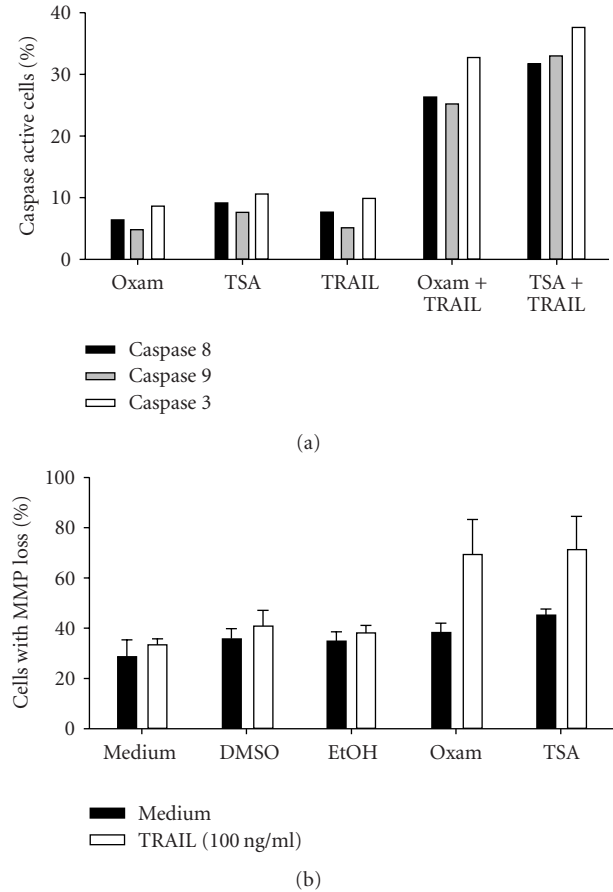 Caspase active cells (%)
40
30
20
10
0
Oxam
TSA
TRAIL
Oxam +
TRAIL
TSA +
TRAIL
Caspase 8
Caspase 9
Caspase 3
(a)
Cells with MMP loss (%)
100
80
60
40
20
0
Medium
DMSO
EtOH
Oxam
TSA
Medium
TRAIL (100 ng/ml)
(b)